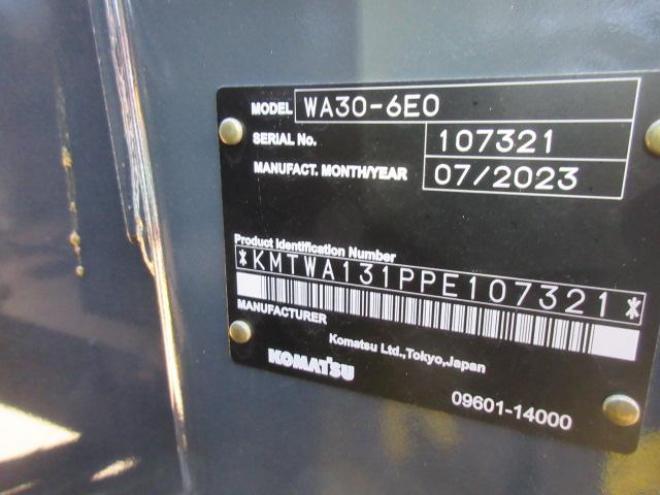 MODEL WA30-6E0
SERIAL No. 107321
MANUFACT. MONTH/YEAR 07/2023
Product Identification Number
*KMTWA131PPE107321*
MANUFACTURER
Komatsu Ltd.,Tokyo,Japan
KOMATSU
09601-14000